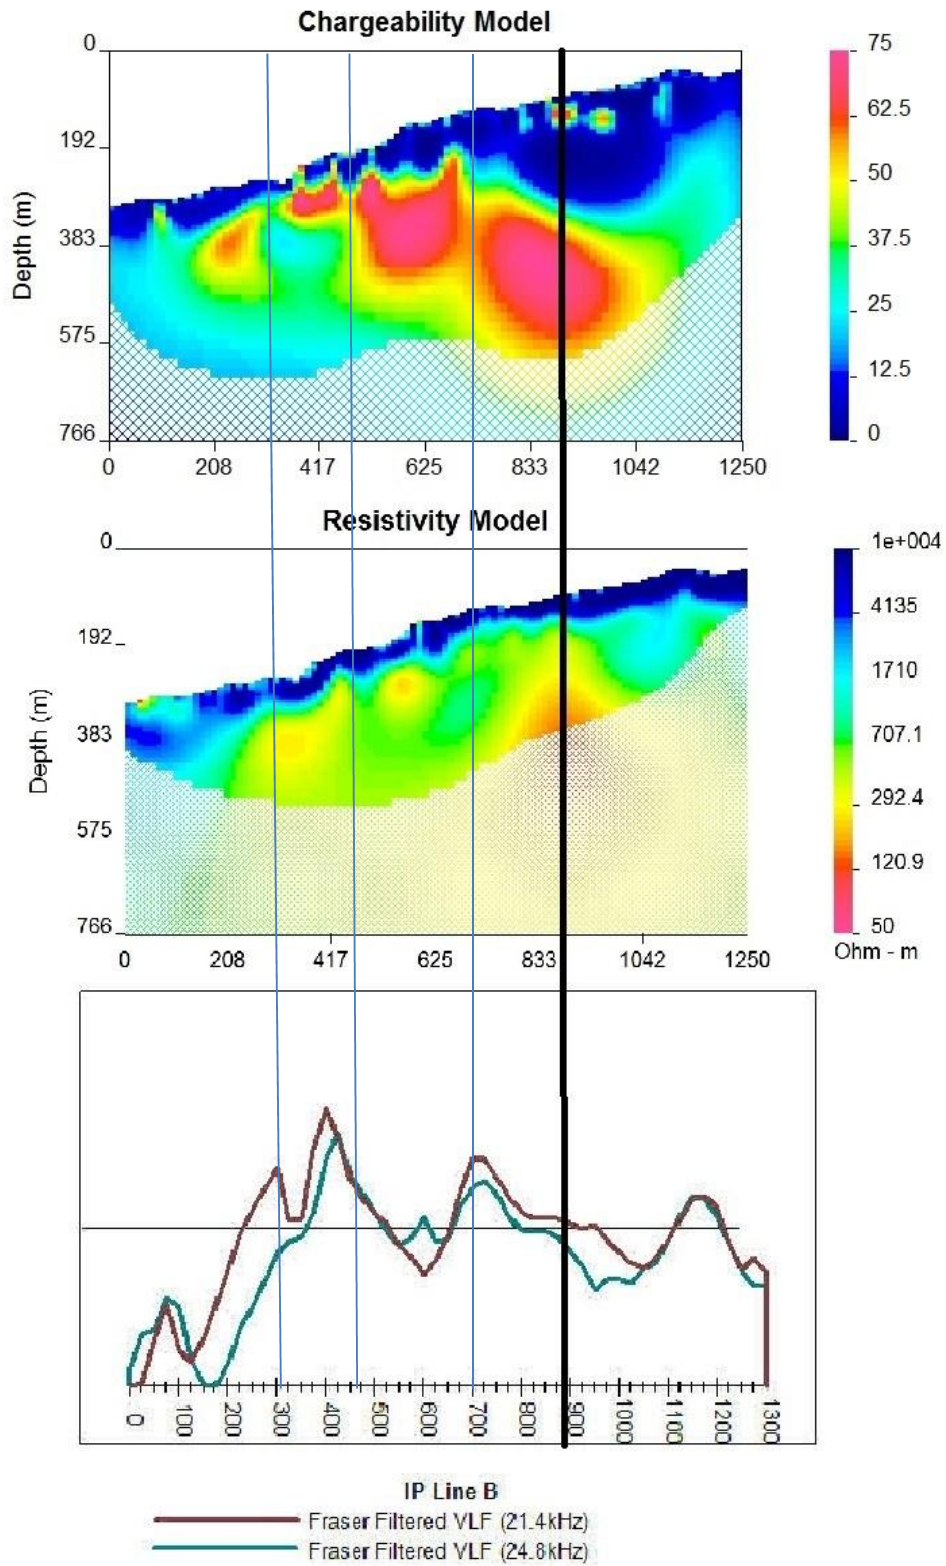 Chargeability Model
0
192
383
575
766
Depth (m)
0 208 417 625 833 1042 1250
75
62.5
50
37.5
25
12.5
0
Resistivity Model
0
192
383
575
766
Depth (m)
0 208 417 625 833 1042 1250
1e+004
4135
1710
707.1
292.4
120.9
50
Ohm - m
0 100 200 300 400 500 600 700 800 900 1000 1100 1200 1300
IP Line B
Fraser Filtered VLF (21.4kHz)
Fraser Filtered VLF (24.8kHz)